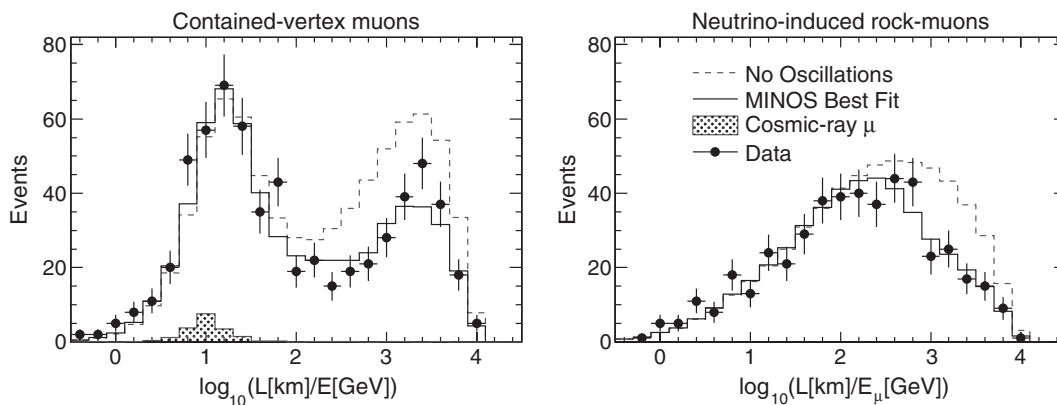 Contained-vertex muons
80
60
40
20
0
Events
0 1 2 3 4
log10(L[km]/E[GeV])
Neutrino-induced rock-muons
80
60
40
20
0
Events
No Oscillations
MINOS Best Fit
Cosmic-ray μ
Data
0 1 2 3 4
log10(L[km]/Eμ[GeV])